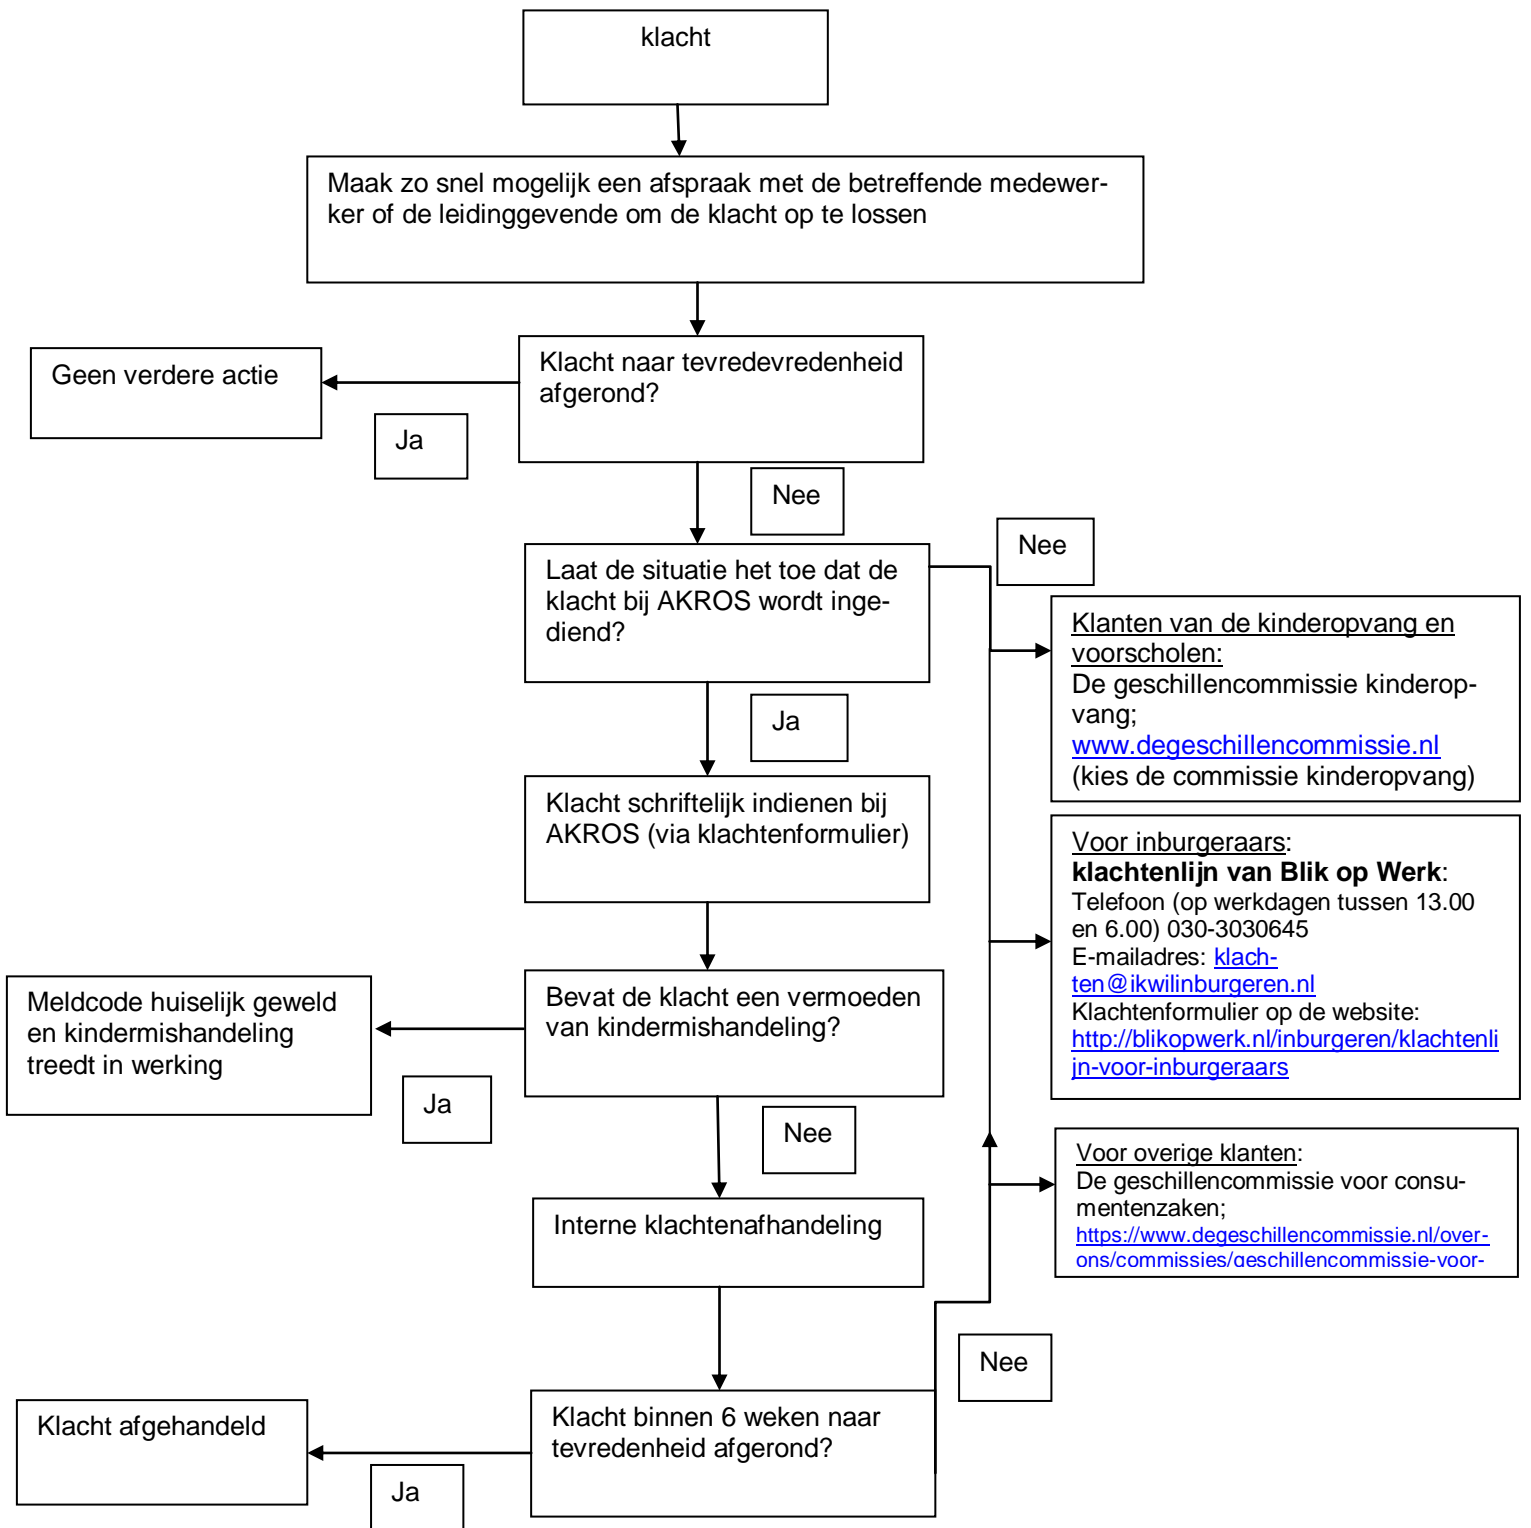 klacht
Maak zo snel mogelijk een afspraak met de betreffende medewer-
ker of de leidinggevende om de klacht op te lossen
Geen verdere actie
Klacht naar tevredevredenheid
afgerond?
Ja
Nee
Laat de situatie het toe dat de
klacht bij AKROS wordt inge-
diend?
Nee
Klanten van de kinderopvang en
voorscholen:
De geschillencommissie kinderop-
vang;
www.degeschillencommissie.nl
(kies de commissie kinderopvang)
Ja
Klacht schriftelijk indienen bij
AKROS (via klachtenformulier)
Voor inburgeraars:
klachtenlijn van Blik op Werk:
Telefoon (op werkdagen tussen 13.00
en 6.00) 030-3030645
E-mailadres: klach-
ten@ikwilinburgeren.nl
Klachtenformulier op de website:
http://blikopwerk.nl/inburgeren/klachtenli
jn-voor-inburgeraars
Meldcode huiselijk geweld
en kindermishandeling
treedt in werking
Bevat de klacht een vermoeden
van kindermishandeling?
Ja
Nee
Voor overige klanten:
De geschillencommissie voor consu-
mentenzaken;
https://www.degeschillencommissie.nl/over-
ons/commissies/geschillencommissie-voor-
Interne klachtenafhandeling
Nee
Klacht afgehandeld
Klacht binnen 6 weken naar
tevredenheid afgerond?
Ja